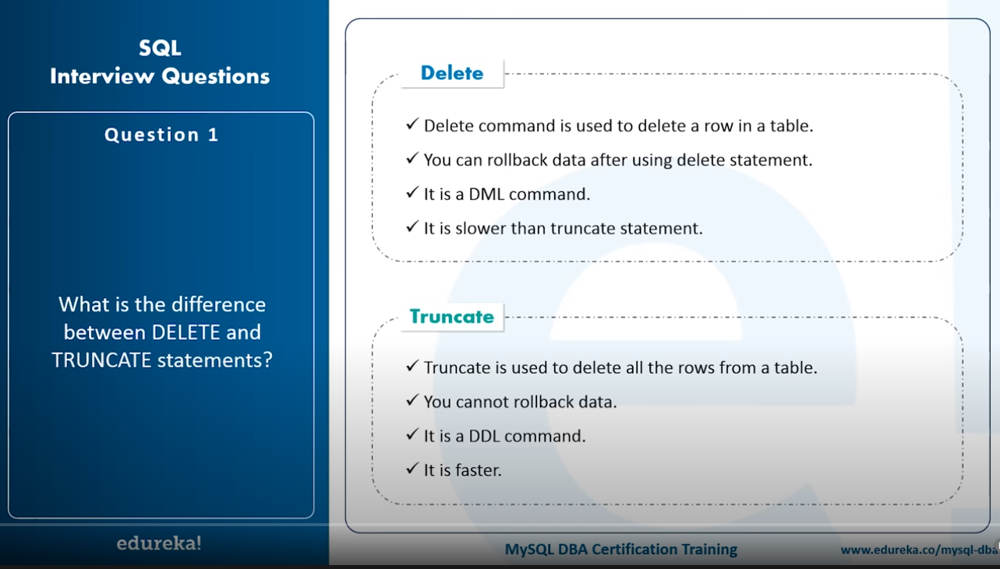 SQL
Interview Questions
Question 1
What is the difference
between DELETE and
TRUNCATE statements?
edureka!
Delete
✓ Delete command is used to delete a row in a table.
✓ You can rollback data after using delete statement.
✓ It is a DML command.
✓ It is slower than truncate statement.
Truncate
✓ Truncate is used to delete all the rows from a table.
✓ You cannot rollback data.
✓ It is a DDL command.
✓ It is faster.
MySQL DBA Certification Training
www.edureka.co/mysql-dba